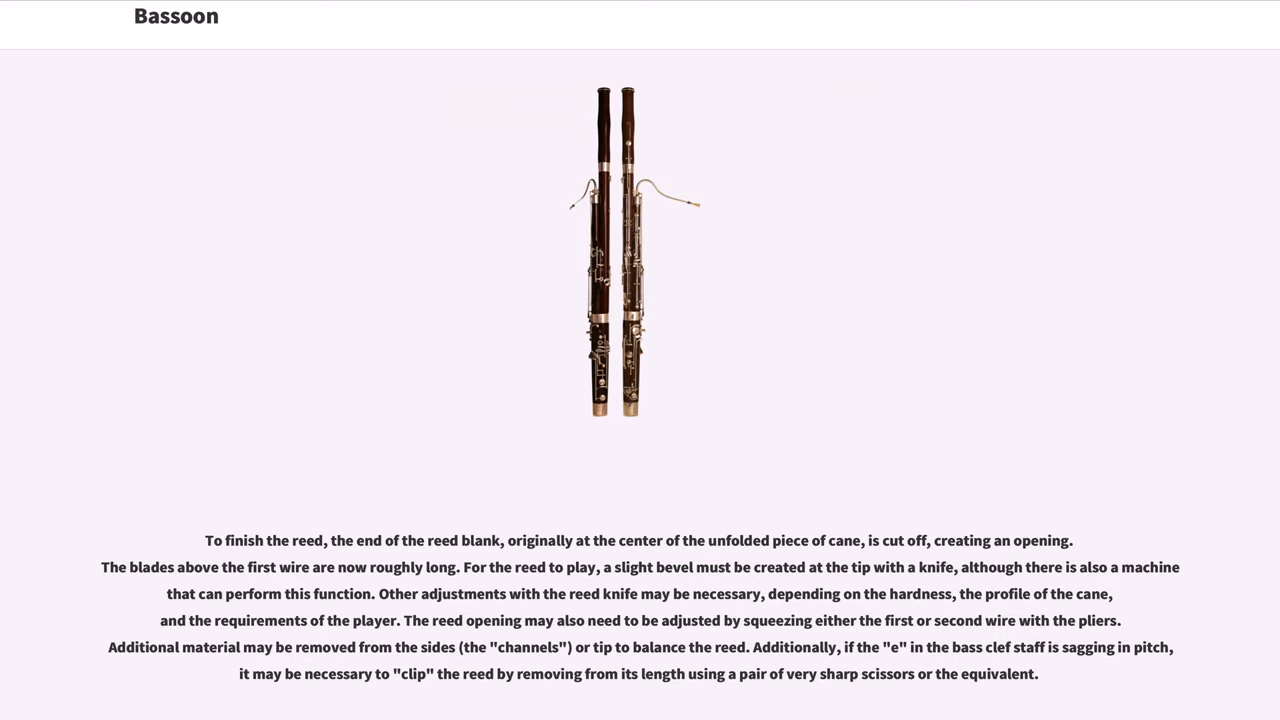 Bassoon
To finish the reed, the end of the reed blank, originally at the center of the unfolded piece of cane, is cut off, creating an opening.
The blades above the first wire are now roughly long. For the reed to play, a slight bevel must be created at the tip with a knife, although there is also a machine
that can perform this function. Other adjustments with the reed knife may be necessary, depending on the hardness, the profile of the cane,
and the requirements of the player. The reed opening may also need to be adjusted by squeezing either the first or second wire with the pliers.
Additional material may be removed from the sides (the "channels") or tip to balance the reed. Additionally, if the "e" in the bass clef staff is sagging in pitch,
it may be necessary to "clip" the reed by removing from its length using a pair of very sharp scissors or the equivalent.